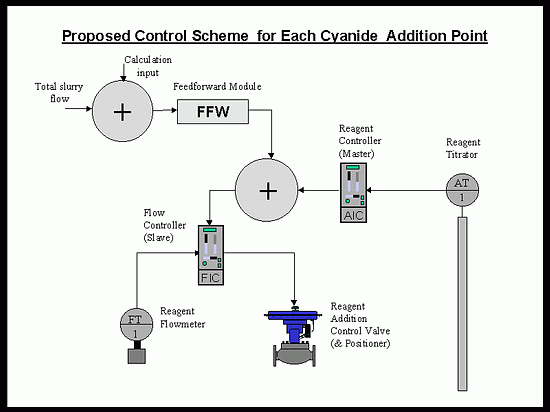 Proposed Control Scheme for Each Cyanide Addition Point
Calculation
input
Total slurry
flow
Feedforward Module
+
FFW
Reagent
Controller
(Master)
Reagent
Titrator
+
AIC
AT
1
Flow
Controller
(Slave)
FIC
FT
1
Reagent
Flowmeter
Reagent
Addition
Control Valve
(& Positioner)